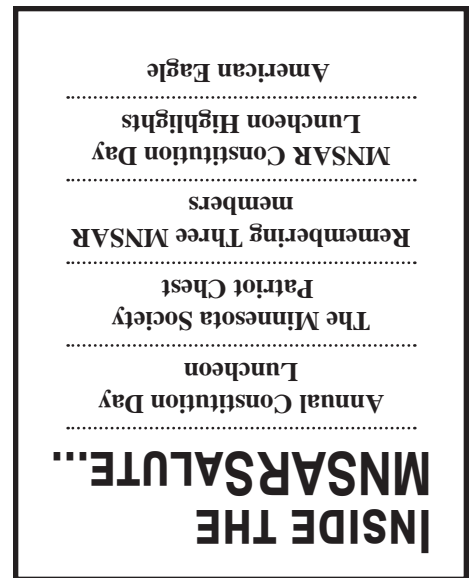 INSIDE THE
MNSARSALUTE...
Annual Constitution Day
Luncheon
The Minnesota Society
Patriot Chest
Remembering Three MNSAR
members
MNSAR Constitution Day
Luncheon Highlights
American Eagle